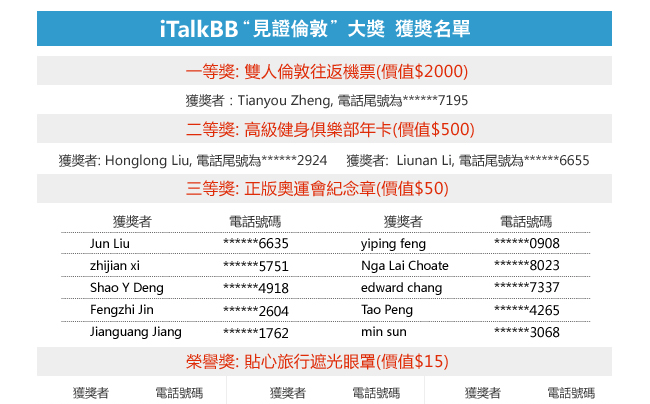 iTalkBB“見證倫敦”大獎 獲獎名單
一等獎: 雙人倫敦往返機票(價值$2000)
獲獎者：Tianyou Zheng, 電話尾號為******7195
二等獎: 高級健身俱樂部年卡(價值$500)
獲獎者: Honglong Liu, 電話尾號為******2924 獲獎者: Liunan Li, 電話尾號為******6655
三等獎: 正版奧運會紀念章(價值$50)
獲獎者 電話號碼 獲獎者 電話號碼
Jun Liu ******6635 yiping feng ******0908
zhijian xi ******5751 Nga Lai Choate ******8023
Shao Y Deng ******4918 edward chang ******7337
Fengzhi Jin ******2604 Tao Peng ******4265
Jianguang Jiang ******1762 min sun ******3068
榮譽獎: 貼心旅行遮光眼罩(價值$15)
獲獎者 電話號碼 獲獎者 電話號碼 獲獎者 電話號碼